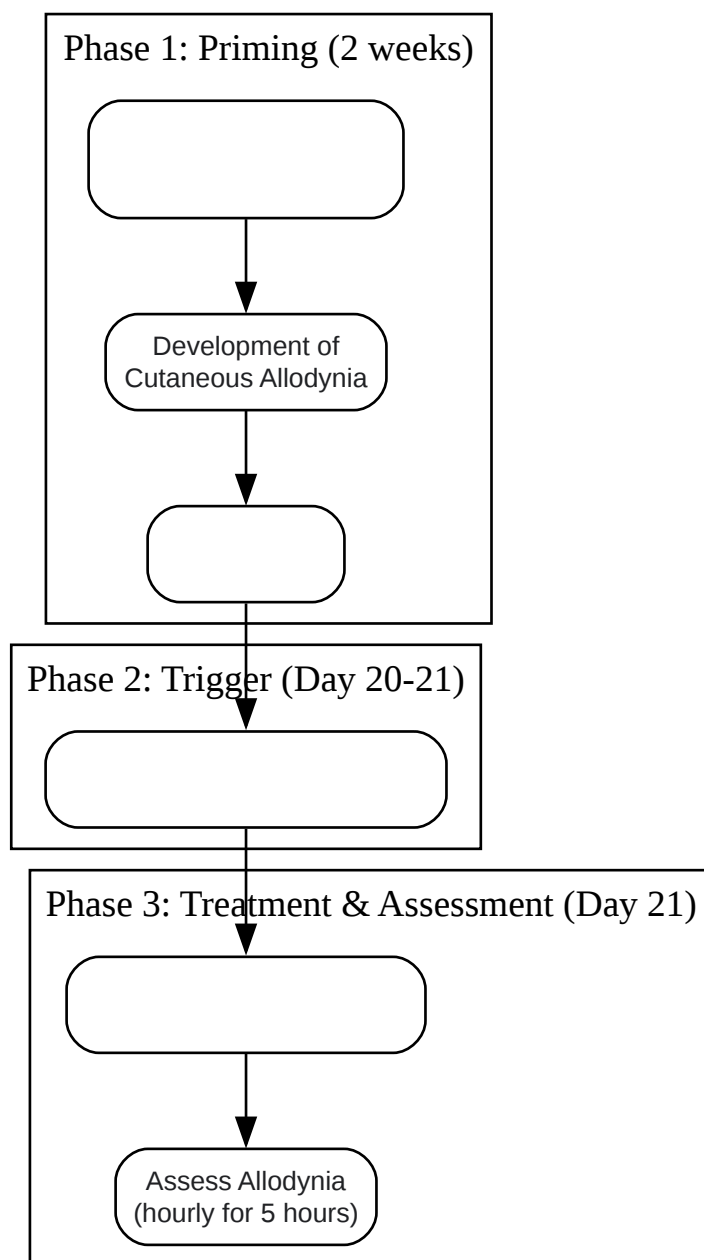 Phase 1: Priming (2 weeks)
Development of
Cutaneous Allodynia
Phase 2: Trigger (Day 20-21)
Phase 3: Treatment & Assessment (Day 21)
Assess Allodynia
(hourly for 5 hours)